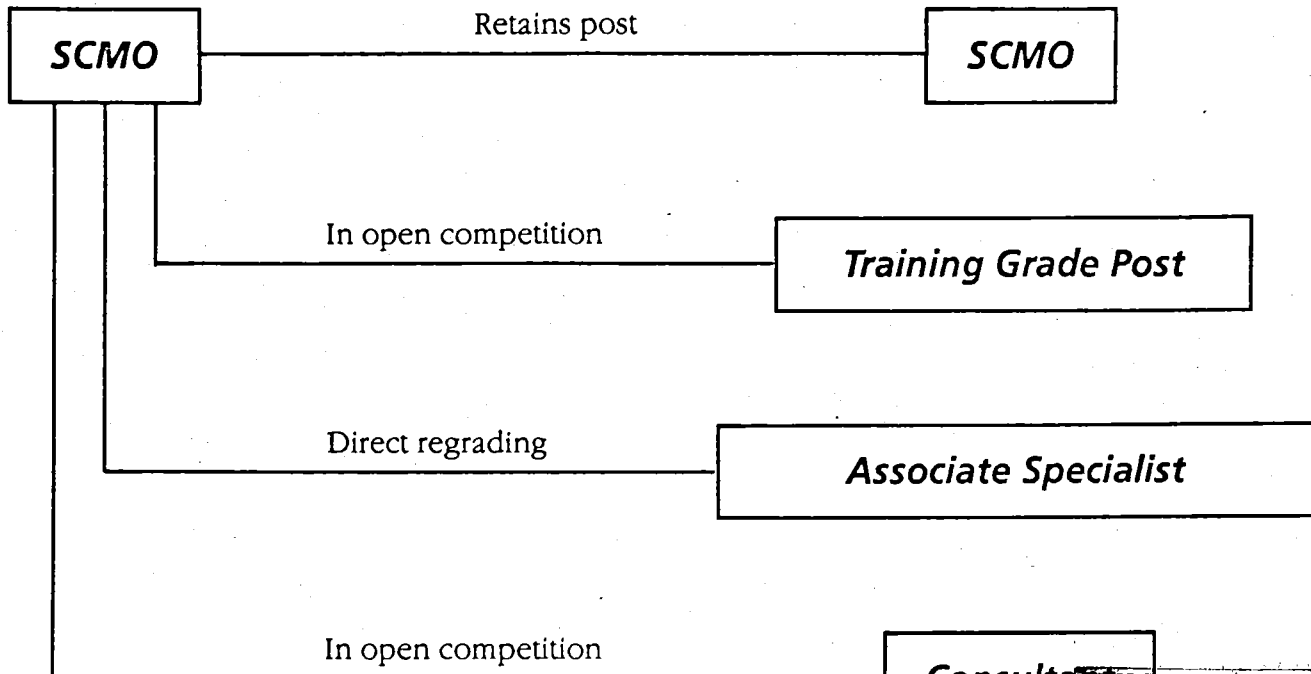 Retains post
SCMO
SCMO
In open competition
Training Grade Post
Direct regrading
Associate Specialist
In open competition